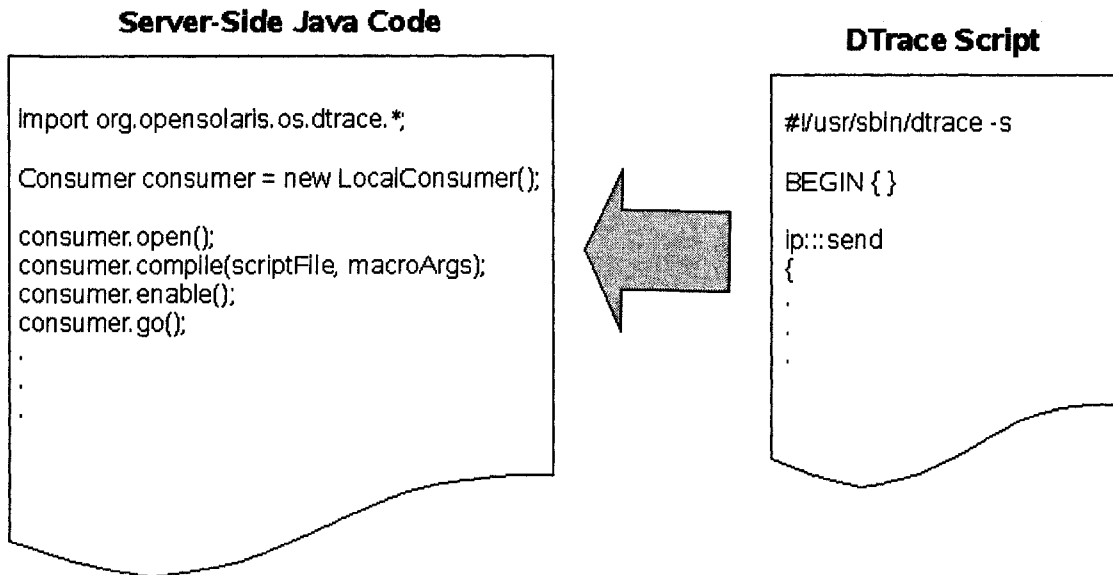 Server-Side Java Code
import org.opensolaris.os.dtrace.*;
Consumer consumer = new LocalConsumer();
consumer.open();
consumer.compile(scriptFile, macroArgs);
consumer.enable();
consumer.go();
.
.
.
DTrace Script
#!/usr/sbin/dtrace -s
BEGIN { }
ip:::send
{
.
.
.